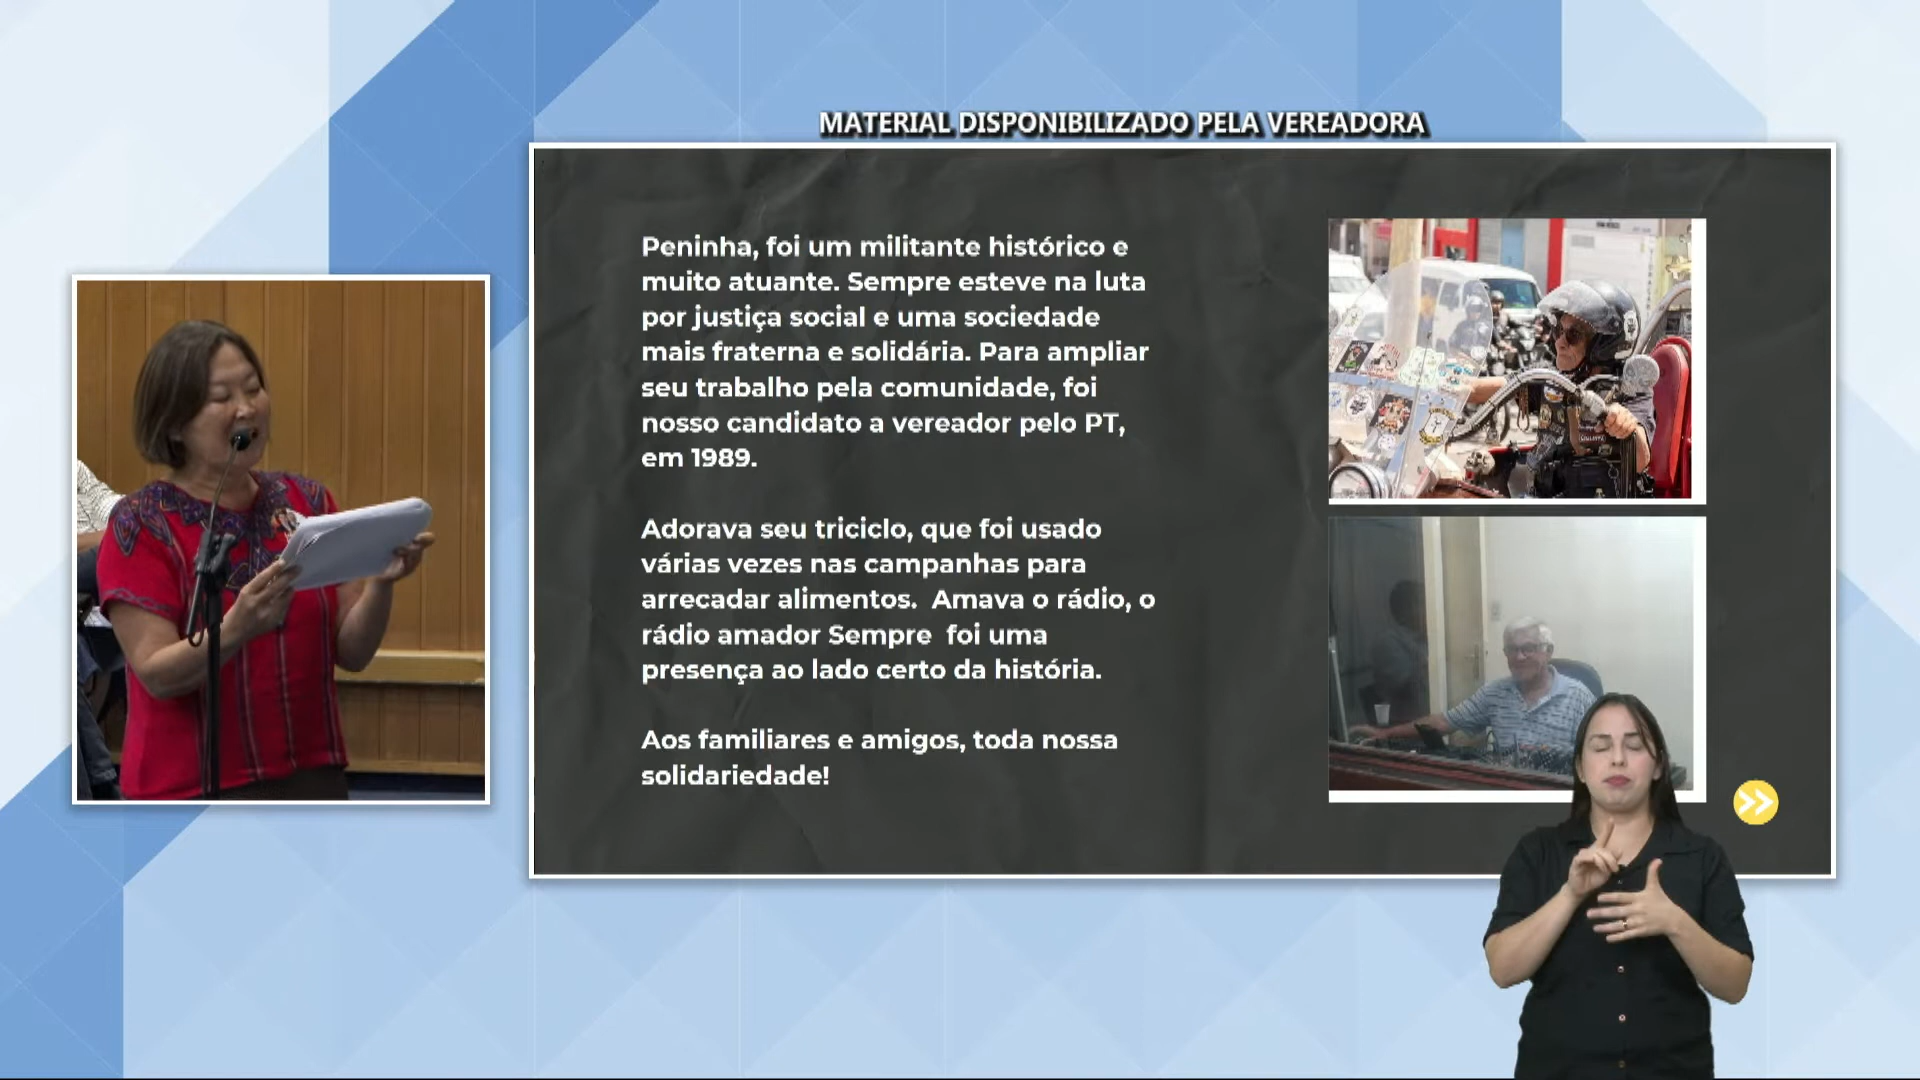 MATERIAL DISPONIBILIZADO PELA VEREADORA
Peninha, foi um militante histórico e
muito atuante. Sempre esteve na luta
por justiça social e uma sociedade
mais fraterna e solidária. Para ampliar
seu trabalho pela comunidade, foi
nosso candidato a vereador pelo PT,
em 1989.
Adorava seu triciclo, que foi usado
várias vezes nas campanhas para
arrecadar alimentos.  Amava o rádio, o
rádio amador Sempre  foi uma
presença ao lado certo da história.
Aos familiares e amigos, toda nossa
solidariedade!